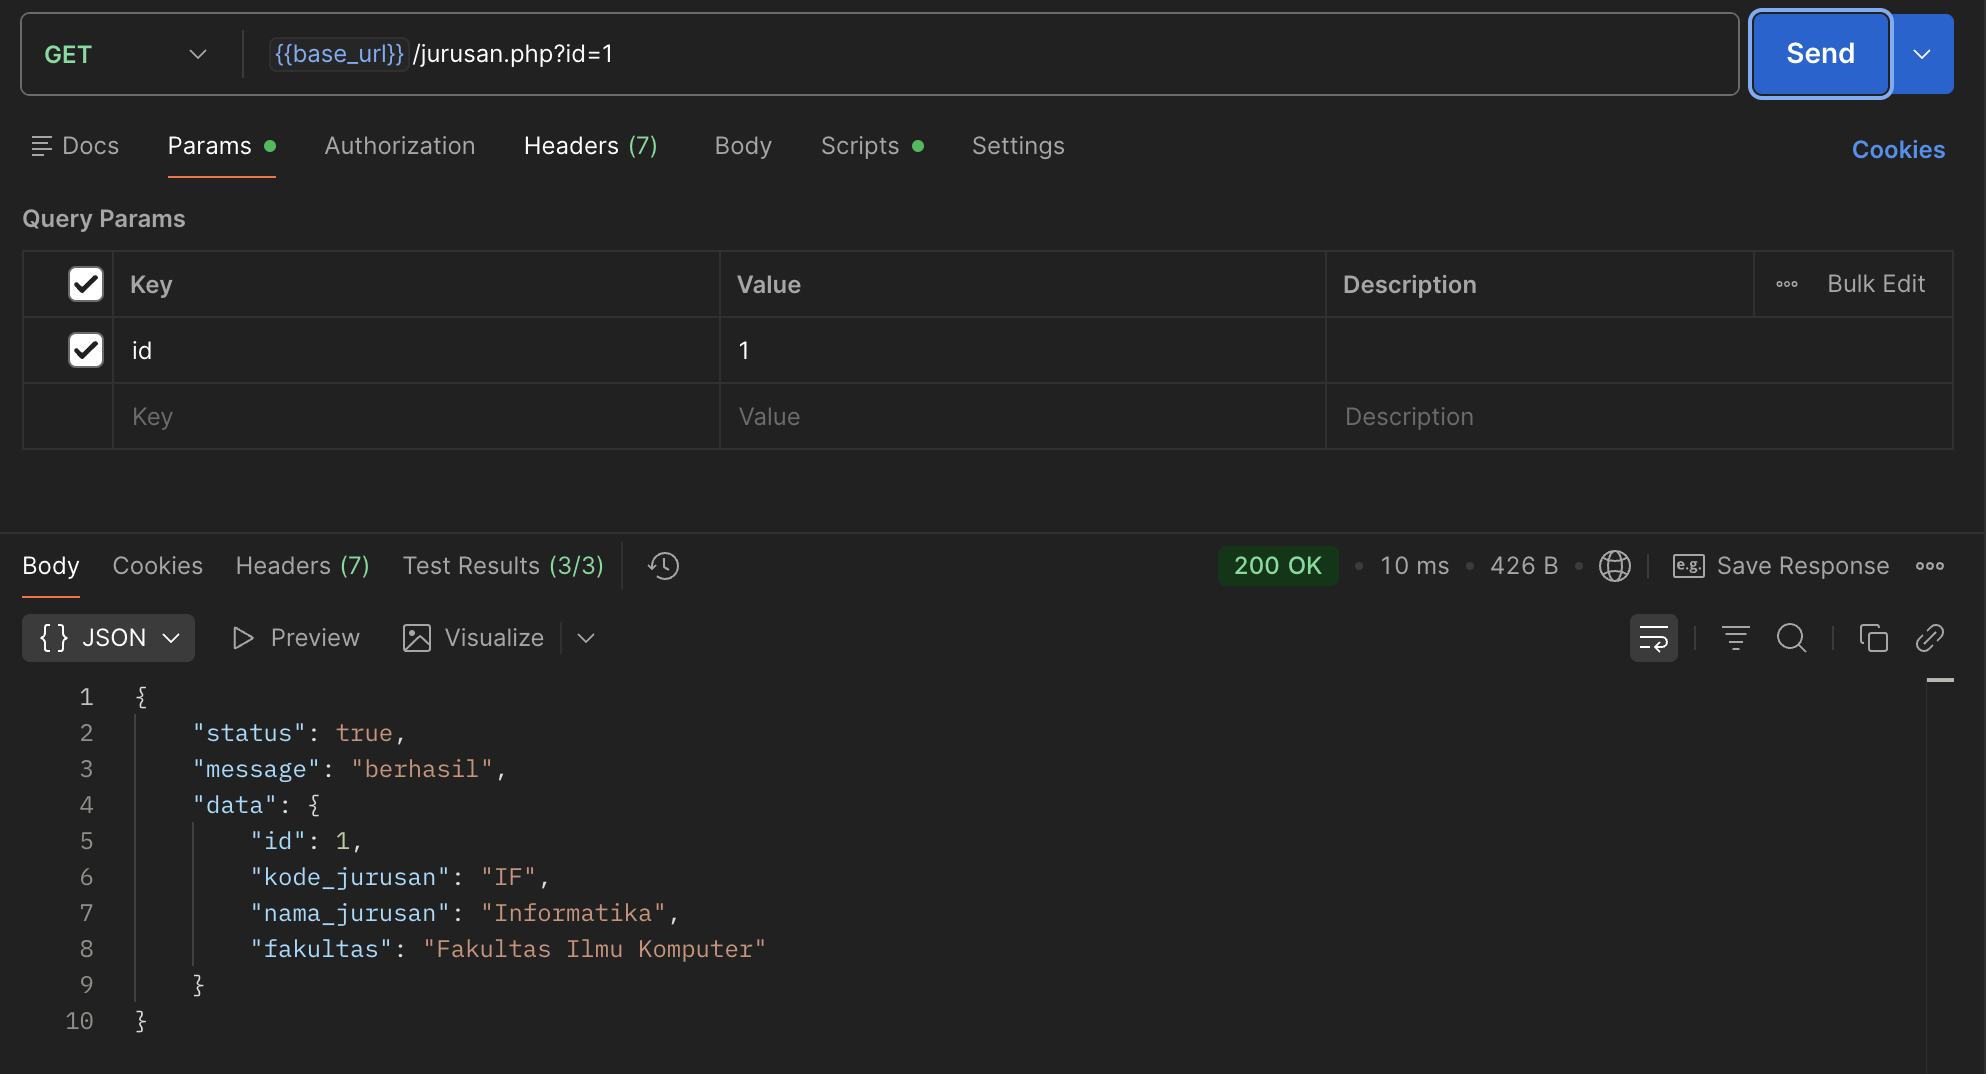 GET {{base_url}}/jurusan.php?id=1 Send
Docs Params Authorization Headers (7) Body Scripts Settings Cookies
Query Params
Key Value Description Bulk Edit
id 1
Key Value Description
Body Cookies Headers (7) Test Results (3/3) 200 OK • 10 ms • 426 B • e.g. Save Response
{} JSON Preview Visualize
1 {
2 "status": true,
3 "message": "berhasil",
4 "data": {
5 "id": 1,
6 "kode_jurusan": "IF",
7 "nama_jurusan": "Informatika",
8 "fakultas": "Fakultas Ilmu Komputer"
9 }
10 }